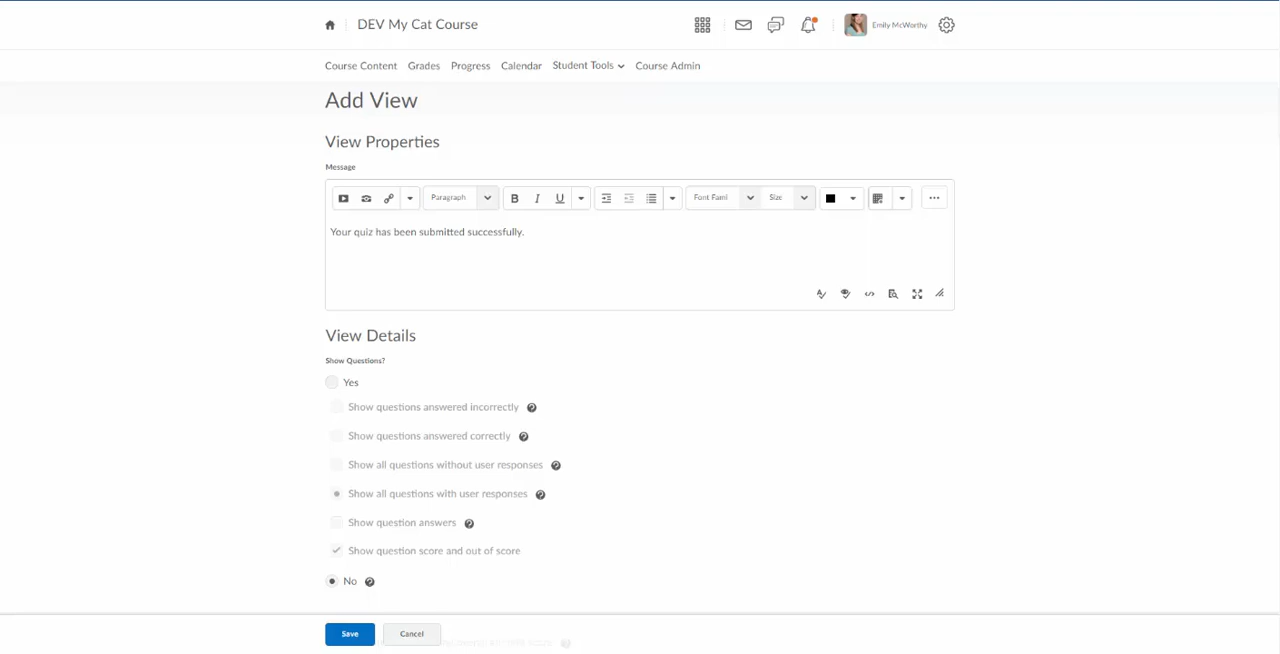 DEV My Cat Course
Emily McWorthy
Course Content Grades Progress Calendar Student Tools Course Admin
Add View
View Properties
Message
Paragraph B I U Font Famil Size
Your quiz has been submitted successfully.
View Details
Show Questions?
Yes
Show questions answered incorrectly
Show questions answered correctly
Show all questions without user responses
Show all questions with user responses
Show question answers
Show question score and out of score
No
Save Cancel